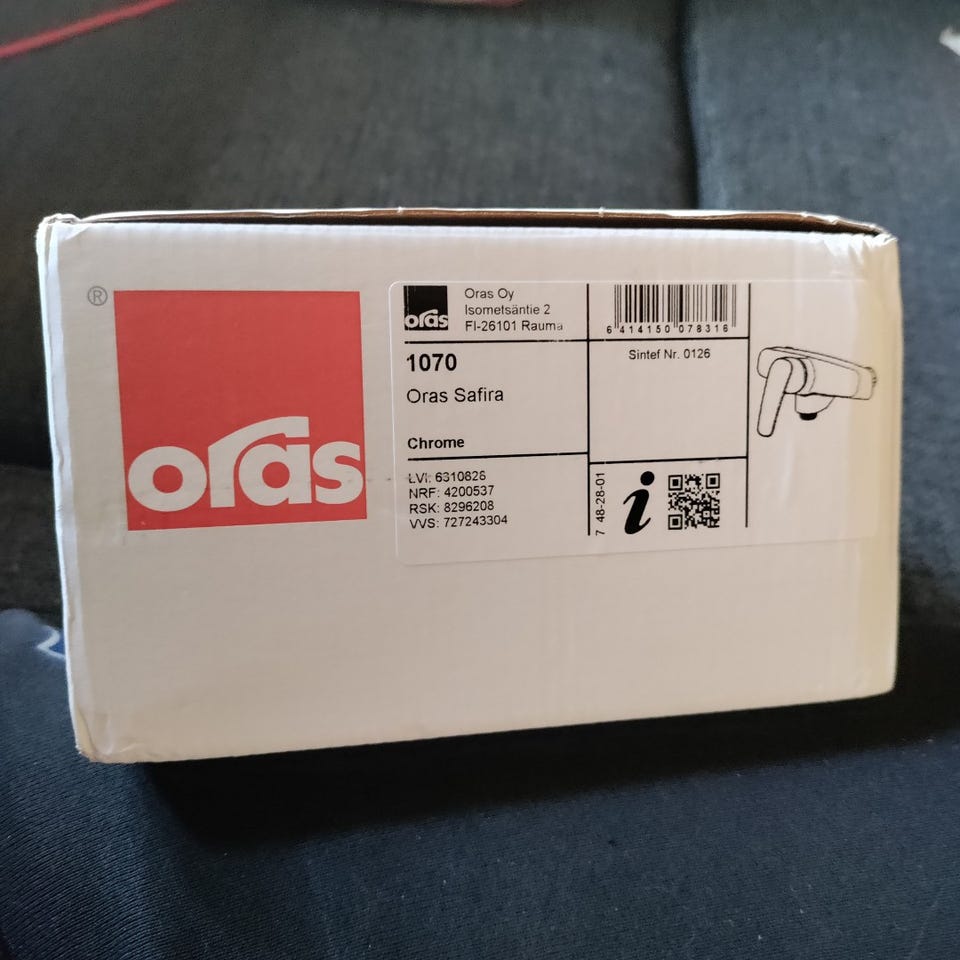 ®
oras
oras
Oras Oy
Isometsäntie 2
FI-26101 Rauma
1070
Oras Safira
Chrome
LVI: 6310828
NRF: 4200537
RSK: 8296208
VVS: 727243304
6 414150 078316
Sintef Nr. 0126
7 48-28-01
i